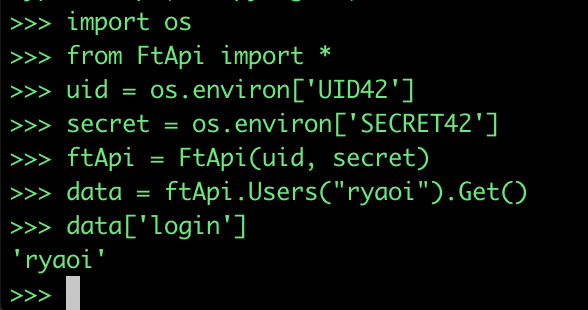 >>> import os
>>> from FtApi import *
>>> uid = os.environ['UID42']
>>> secret = os.environ['SECRET42']
>>> ftApi = FtApi(uid, secret)
>>> data = ftApi.Users("ryaoi").Get()
>>> data['login']
'ryaoi'
>>>